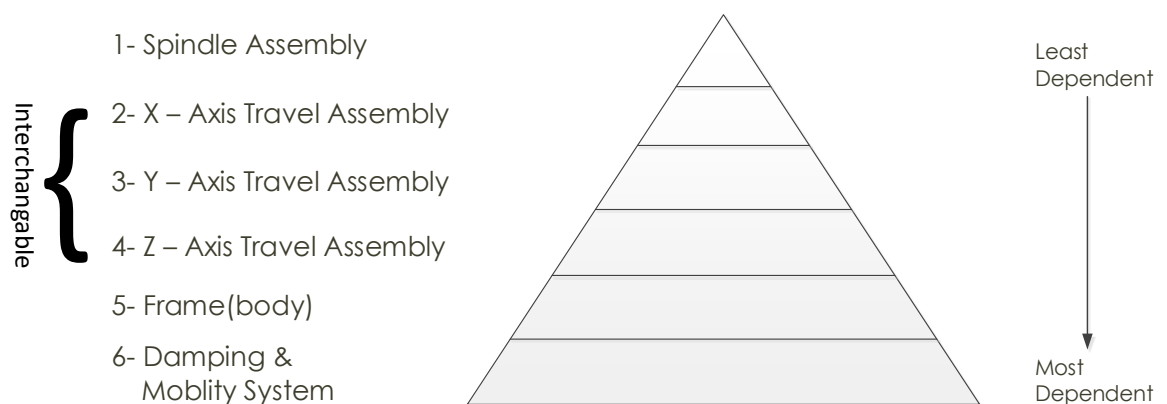 1- Spindle Assembly
2- X – Axis Travel Assembly
3- Y – Axis Travel Assembly
4- Z – Axis Travel Assembly
5- Frame(body)
6- Damping &
Moblity System
Interchangable
Least
Dependent
Most
Dependent